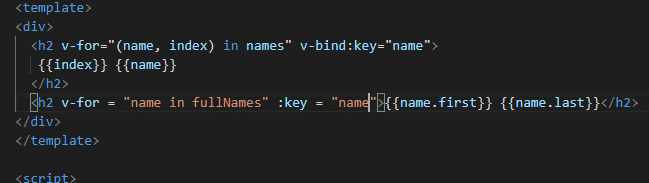 <template>
<div>
<h2 v-for="(name, index) in names" v-bind:key="name">
{{index}} {{name}}
</h2>
<h2 v-for = "name in fullNames" :key = "name">{{name.first}} {{name.last}}</h2>
</div>
</template>
<script>